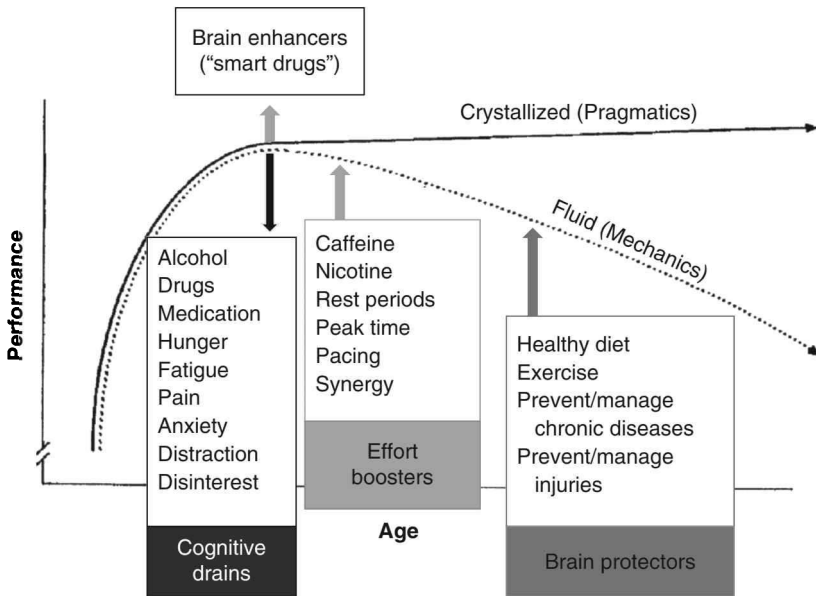 Brain enhancers
(“smart drugs”)
Crystallized (Pragmatics)
Fluid (Mechanics)
Performance
Alcohol
Drugs
Medication
Hunger
Fatigue
Pain
Anxiety
Distraction
Disinterest
Cognitive
drains
Caffeine
Nicotine
Rest periods
Peak time
Pacing
Synergy
Effort
boosters
Age
Healthy diet
Exercise
Prevent/manage
chronic diseases
Prevent/manage
injuries
Brain protectors